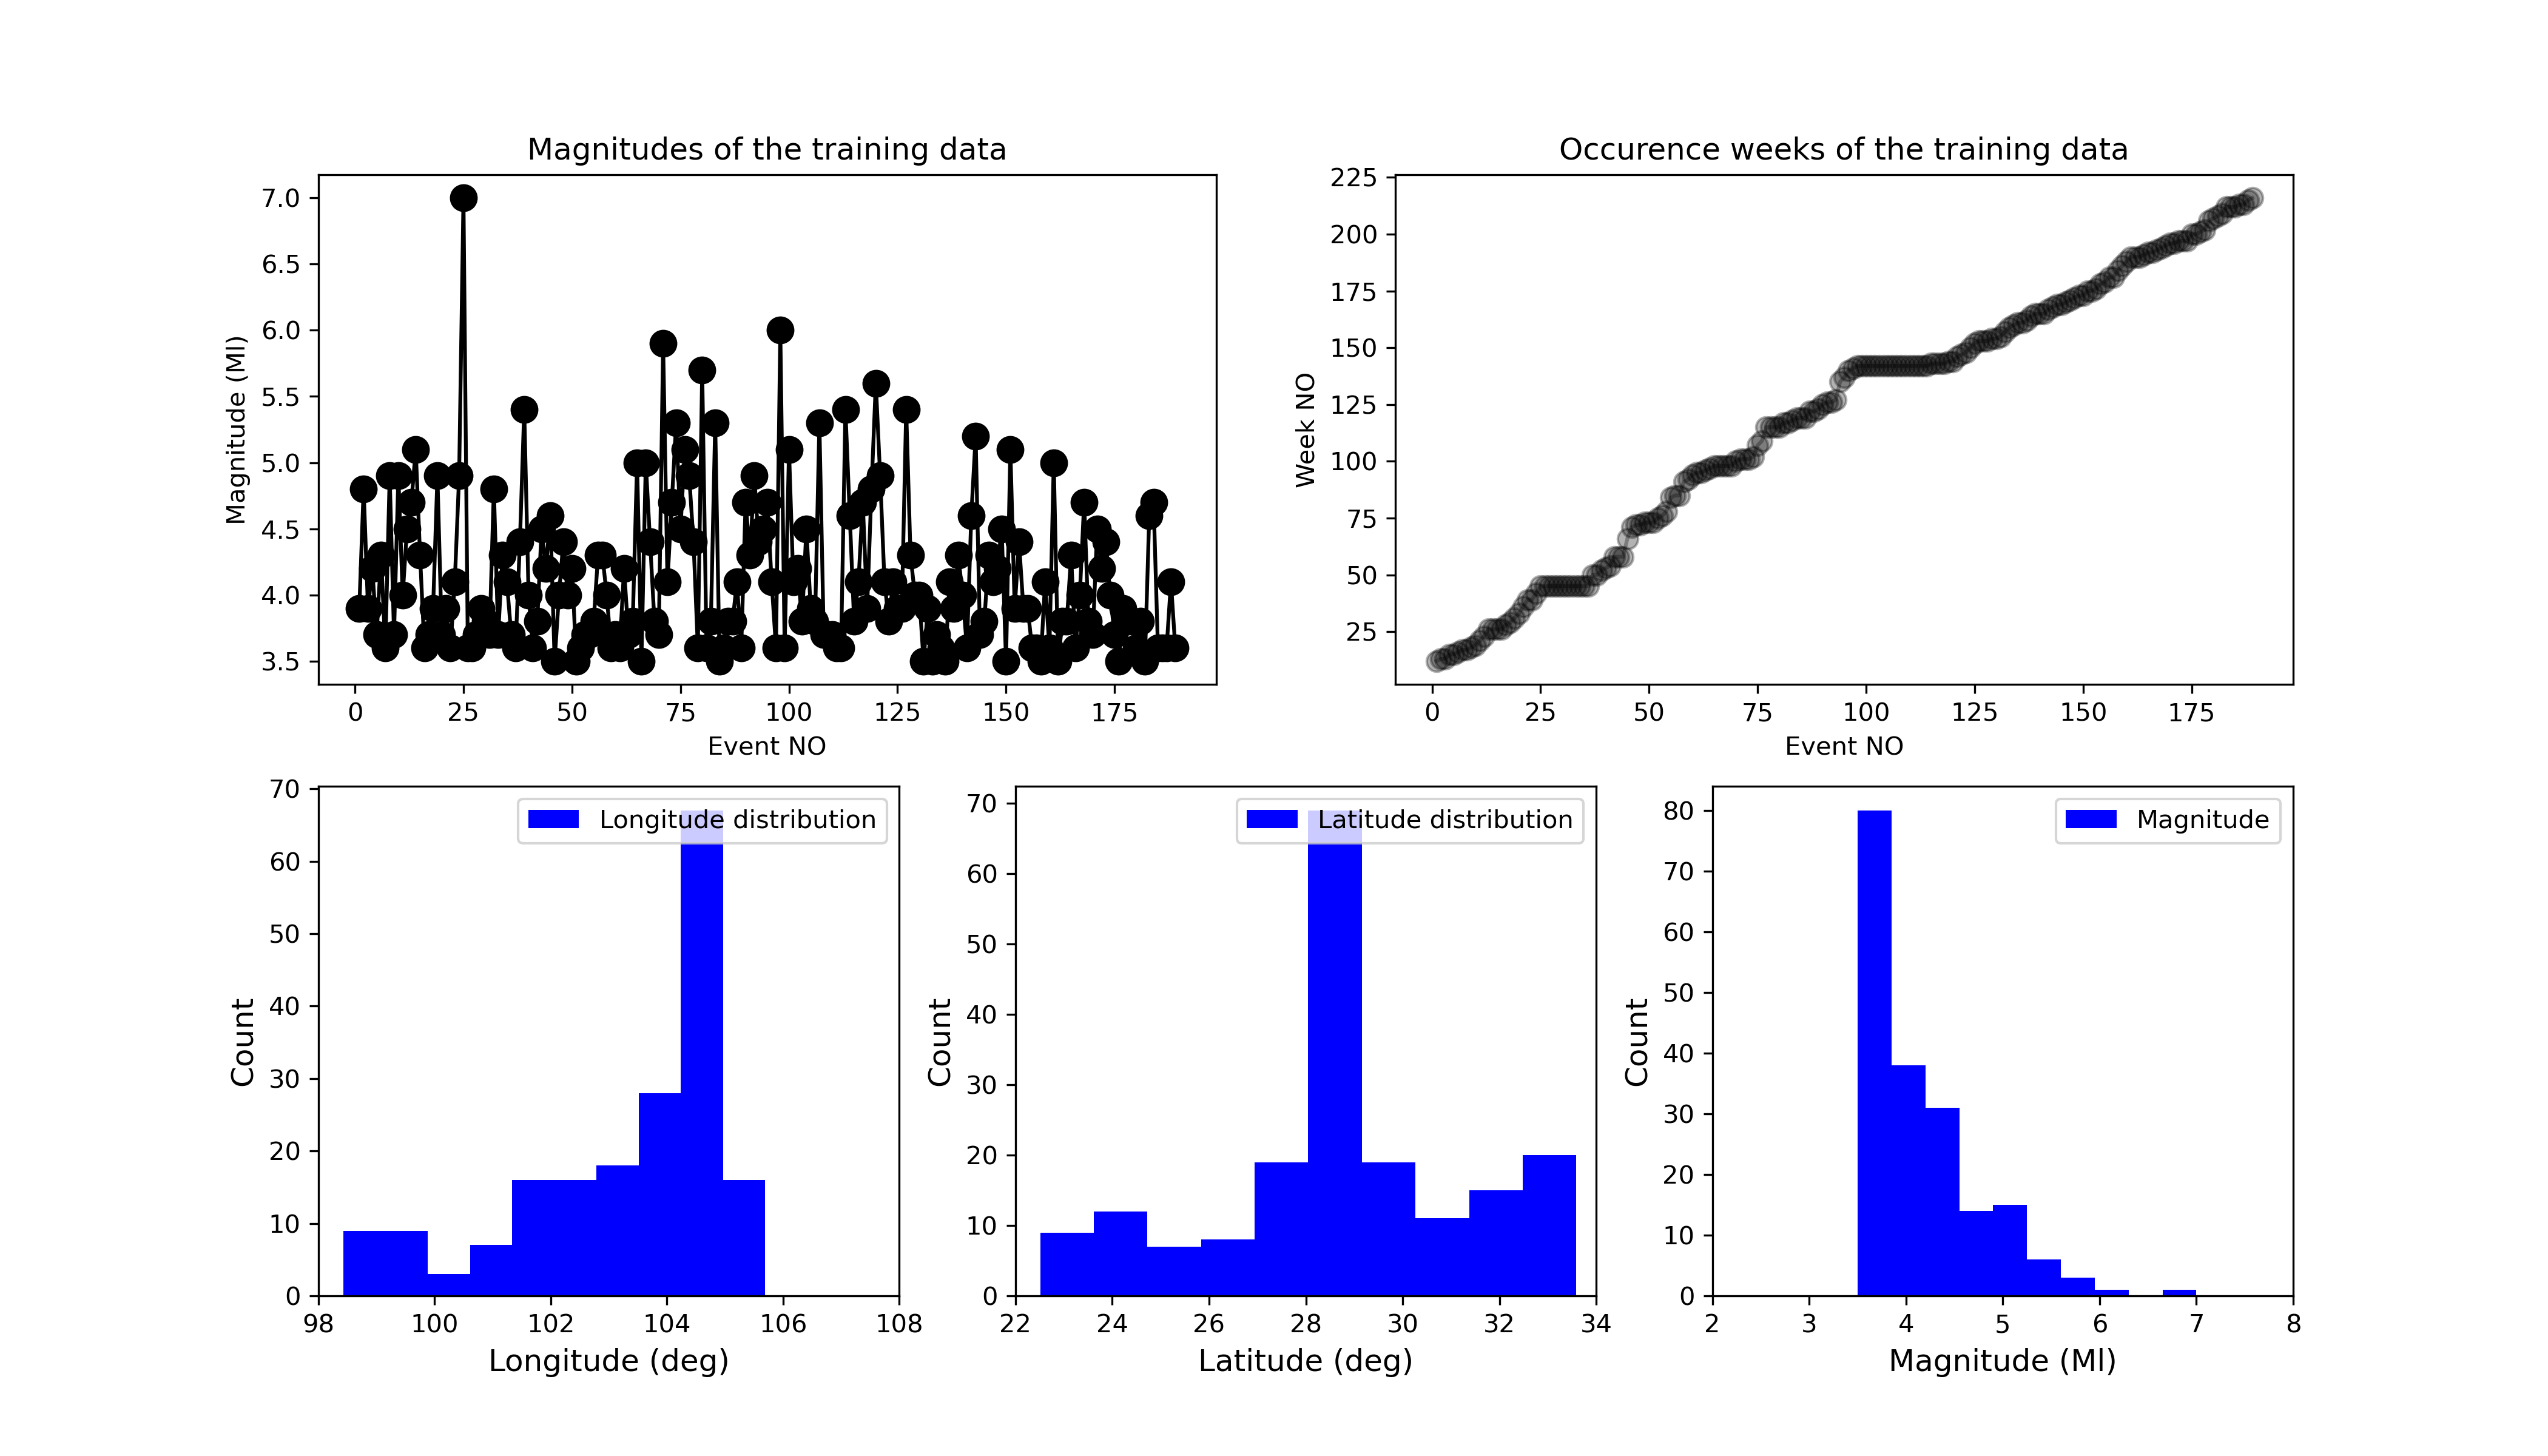 Magnitudes of the training data
Magnitude (Ml)
7.0
6.5
6.0
5.5
5.0
4.5
4.0
3.5
0 25 50 75 100 125 150 175
Event NO
Occurence weeks of the training data
Week NO
225
200
175
150
125
100
75
50
25
0 25 50 75 100 125 150 175
Event NO
Longitude distribution
Count
70
60
50
40
30
20
10
0
98 100 102 104 106 108
Longitude (deg)
Latitude distribution
Count
70
60
50
40
30
20
10
0
22 24 26 28 30 32 34
Latitude (deg)
Magnitude
Count
80
70
60
50
40
30
20
10
0
2 3 4 5 6 7 8
Magnitude (Ml)